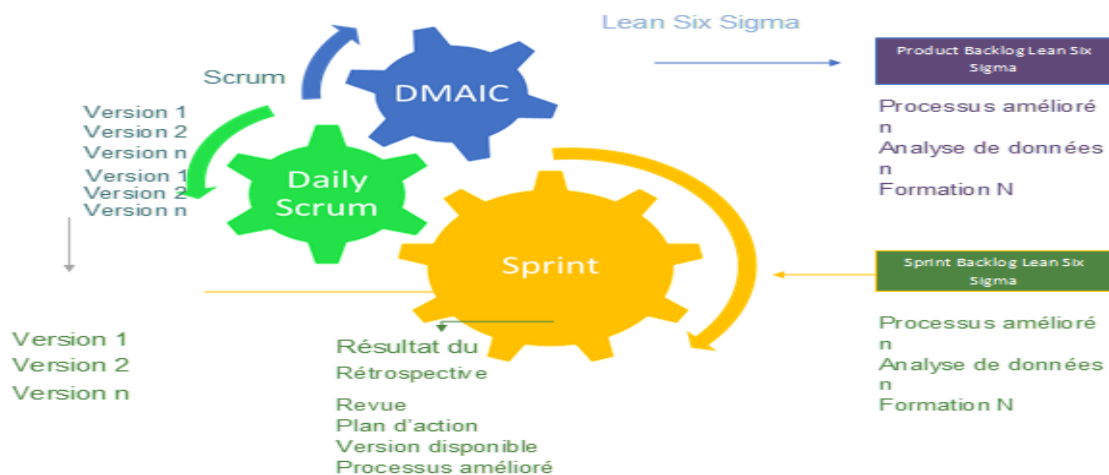 Lean Six Sigma
Product Backlog Lean Six
Sigma
Scrum
DMAIC
Version 1
Version 2
Version n
Version 1
Version 2
Version n
Daily
Scrum
Processus amélioré
n
Analyse de données
n
Formation N
Sprint
Sprint Backlog Lean Six
Sigma
Version 1
Version 2
Version n
Résultat du
Rétrospective
Revue
Plan d’action
Version disponible
Processus amélioré
Processus amélioré
n
Analyse de données
n
Formation N